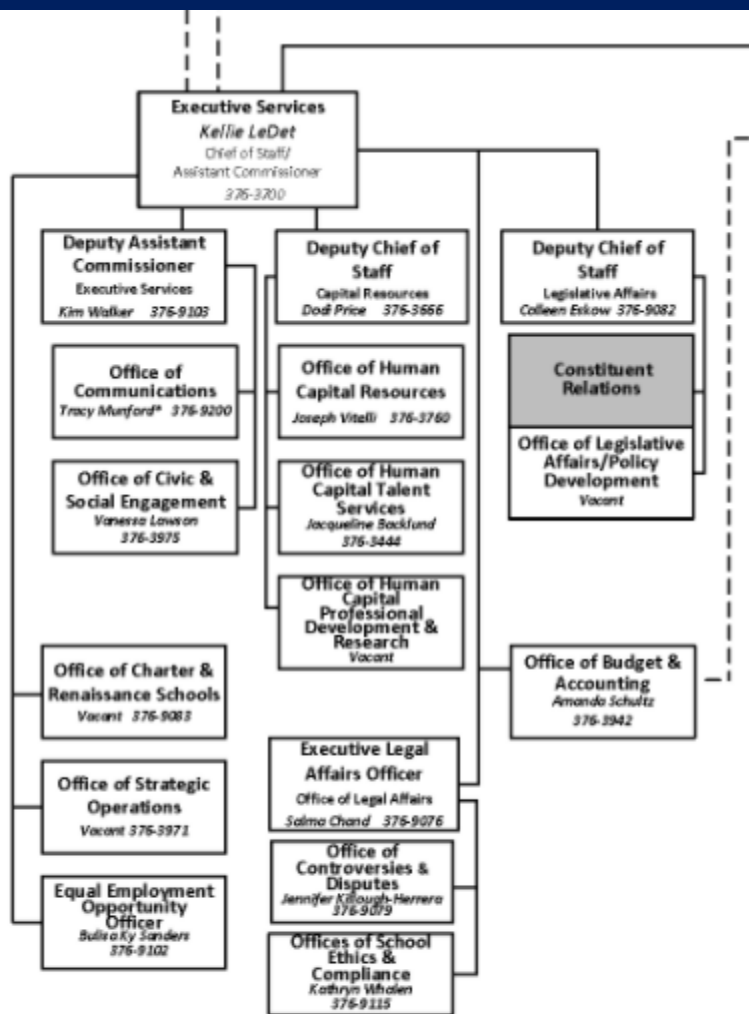 Executive Services
Kellie LeDet
Chief of Staff/
Assistant Commissioner
376-3700
Deputy Assistant
Commissioner
Executive Services
Kim Walker 376-9103
Deputy Chief of
Staff
Capital Resources
Dodi Price 376-3666
Deputy Chief of
Staff
Legislative Affairs
Colleen Eskow 376-9082
Office of
Communications
Tracy Munford* 376-9200
Office of Human
Capital Resources
Joseph Vitelli 376-3760
Constituent
Relations
Office of Civic &
Social Engagement
Vanessa Lawson
376-3975
Office of Human
Capital Talent
Services
Jacqueline Backlund
376-3444
Office of Legislative
Affairs/Policy
Development
Vacant
Office of Human
Capital
Professional
Development &
Research
Vacant
Office of Charter &
Renaissance Schools
Vacant 376-9083
Office of Budget &
Accounting
Amanda Schultz
376-3942
Office of Strategic
Operations
Vacant 376-3971
Executive Legal
Affairs Officer
Office of Legal Affairs
Salma Chand 376-9076
Office of
Controversies &
Disputes
Jennifer Killough-Herrera
376-9079
Equal Employment
Opportunity
Officer
Bulisa Ky Sanders
376-9102
Offices of School
Ethics &
Compliance
Kathryn Whalen
376-9115